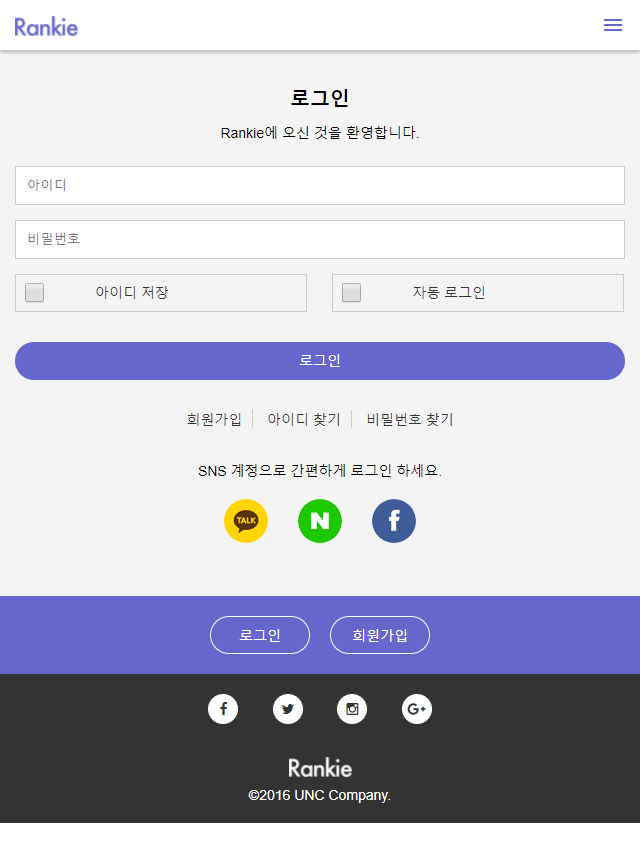 Rankie
로그인
Rankie에 오신 것을 환영합니다.
아이디
비밀번호
아이디 저장 자동 로그인
로그인
회원가입 아이디 찾기 비밀번호 찾기
SNS 계정으로 간편하게 로그인 하세요.
TALK N f
로그인 회원가입
f G+
Rankie
©2016 UNC Company.